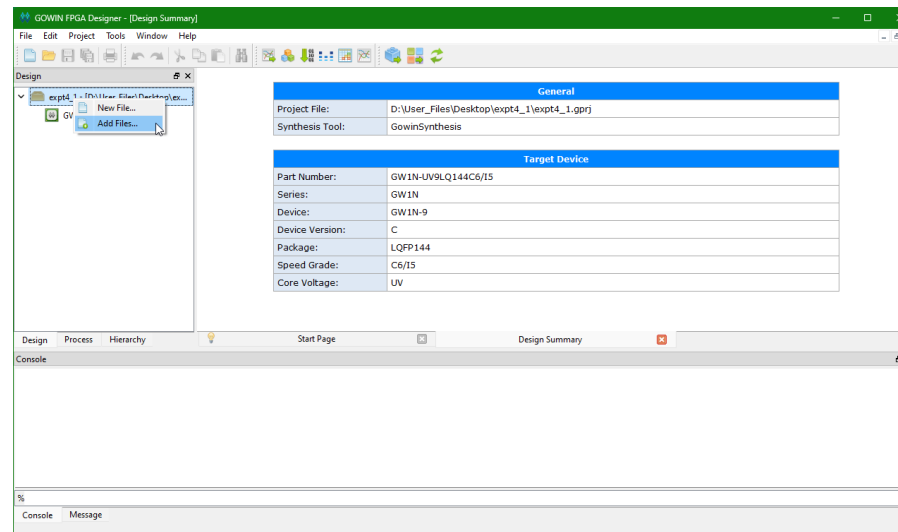 GOWIN FPGA Designer - [Design Summary]
File Edit Project Tools Window Help
Design
expt4_1 - [D:\User_Files\Desktop\ex...
New File...
GW
Add Files...
General
Project File: D:\User_Files\Desktop\expt4_1\expt4_1.gprj
Synthesis Tool: GowinSynthesis
Target Device
Part Number: GW1N-UV9LQ144C6/I5
Series: GW1N
Device: GW1N-9
Device Version: C
Package: LQFP144
Speed Grade: C6/I5
Core Voltage: UV
Design Process Hierarchy
Start Page Design Summary
Console
%
Console Message